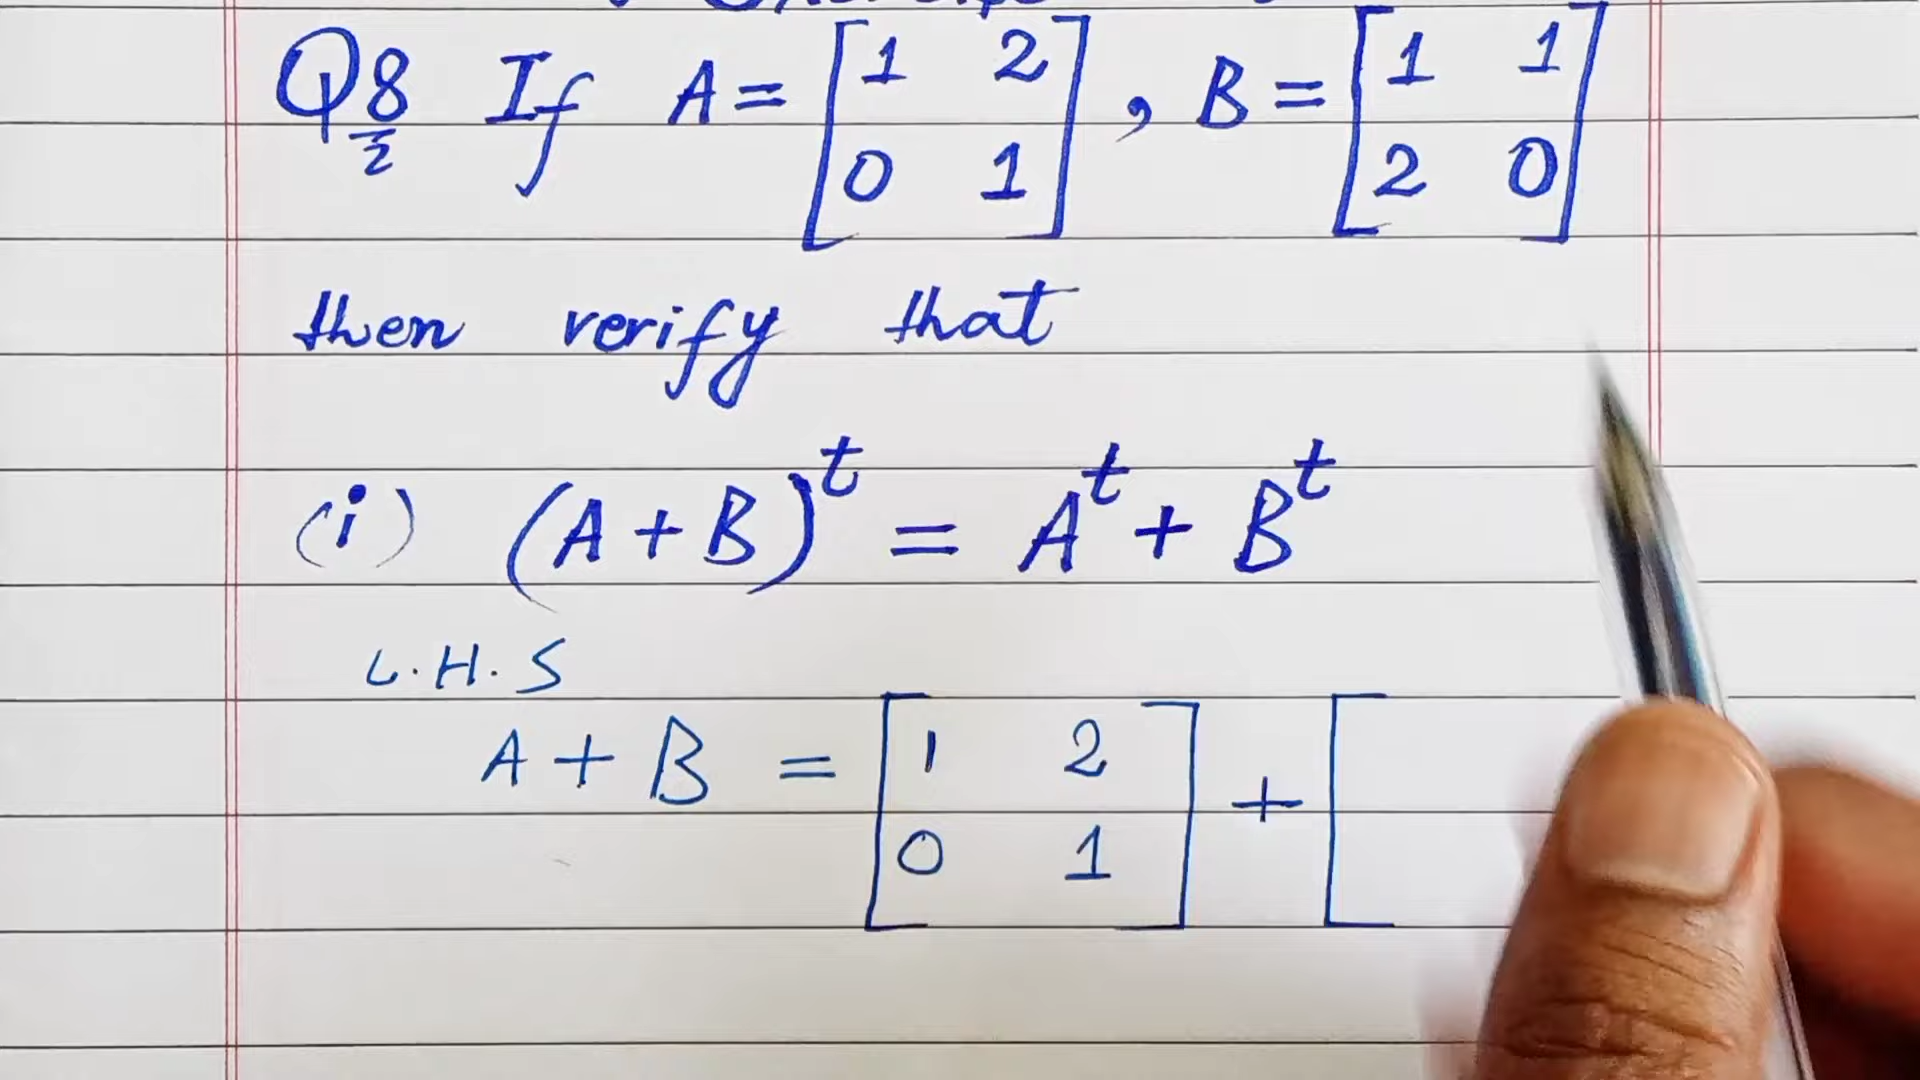 Q8 If A = [1 2 0 1], B = [1 1 2 0]
then verify that
(i) (A + B)^t = A^t + B^t
L.H.S
A + B = [1 2 0 1] + [